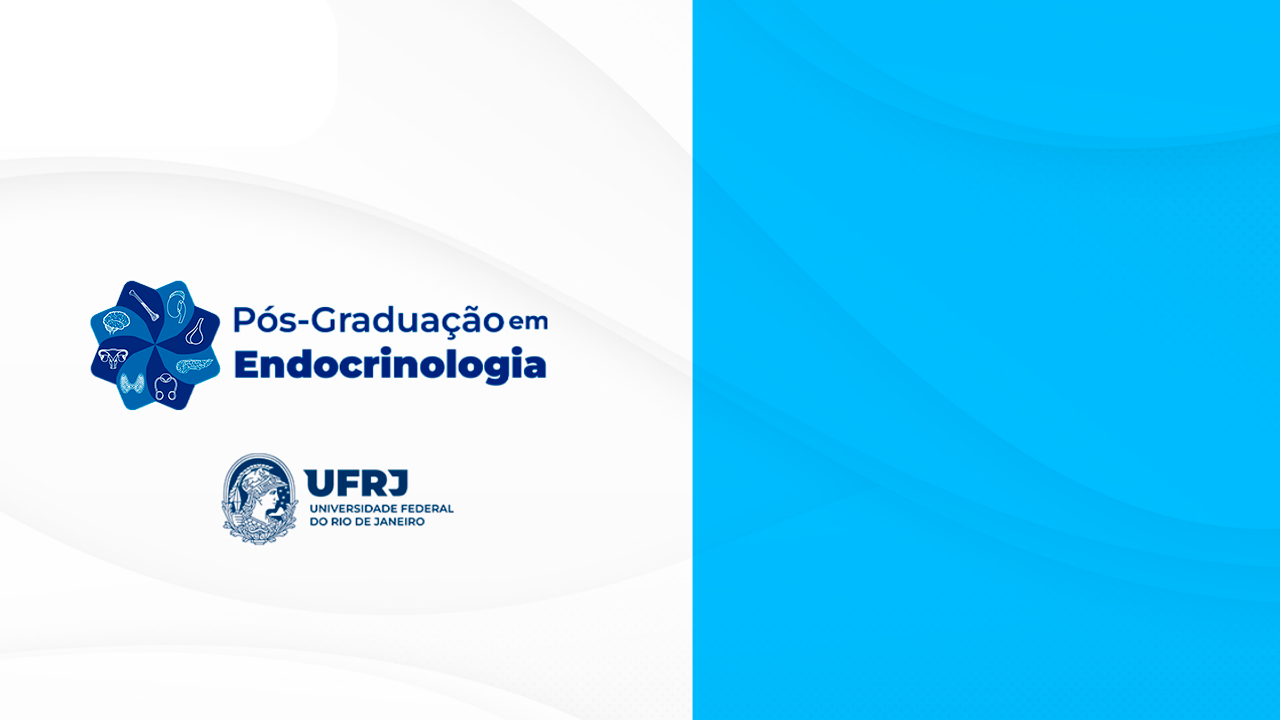 Pós-Graduação em
Endocrinologia
UFRJ
UNIVERSIDADE FEDERAL
DO RIO DE JANEIRO